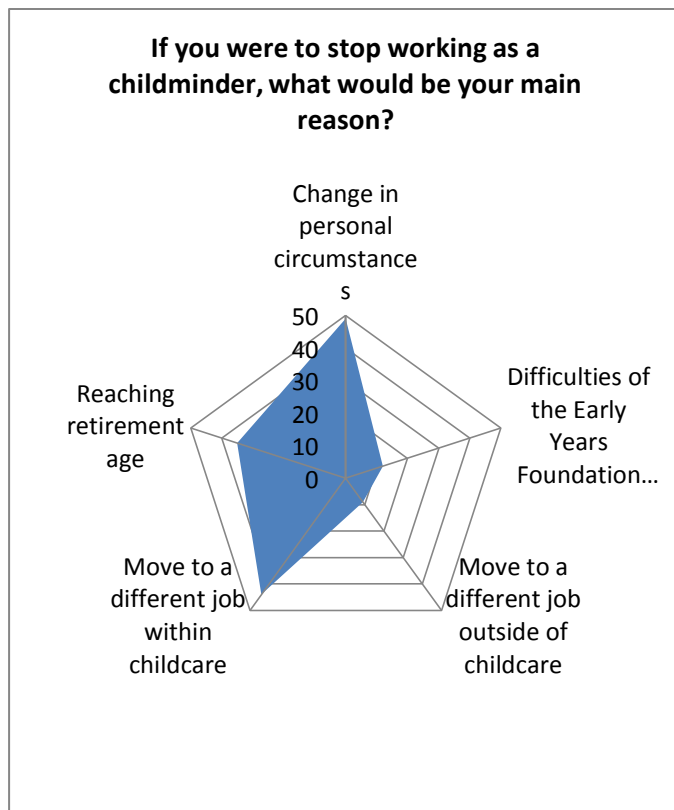 If you were to stop working as a
childminder, what would be your main
reason?
Change in
personal
circumstance
s
50
40
30
20
10
0
Difficulties of
the Early
Years
Foundation...
Move to a
different job
outside of
childcare
Move to a
different job
within
childcare
Reaching
retirement
age